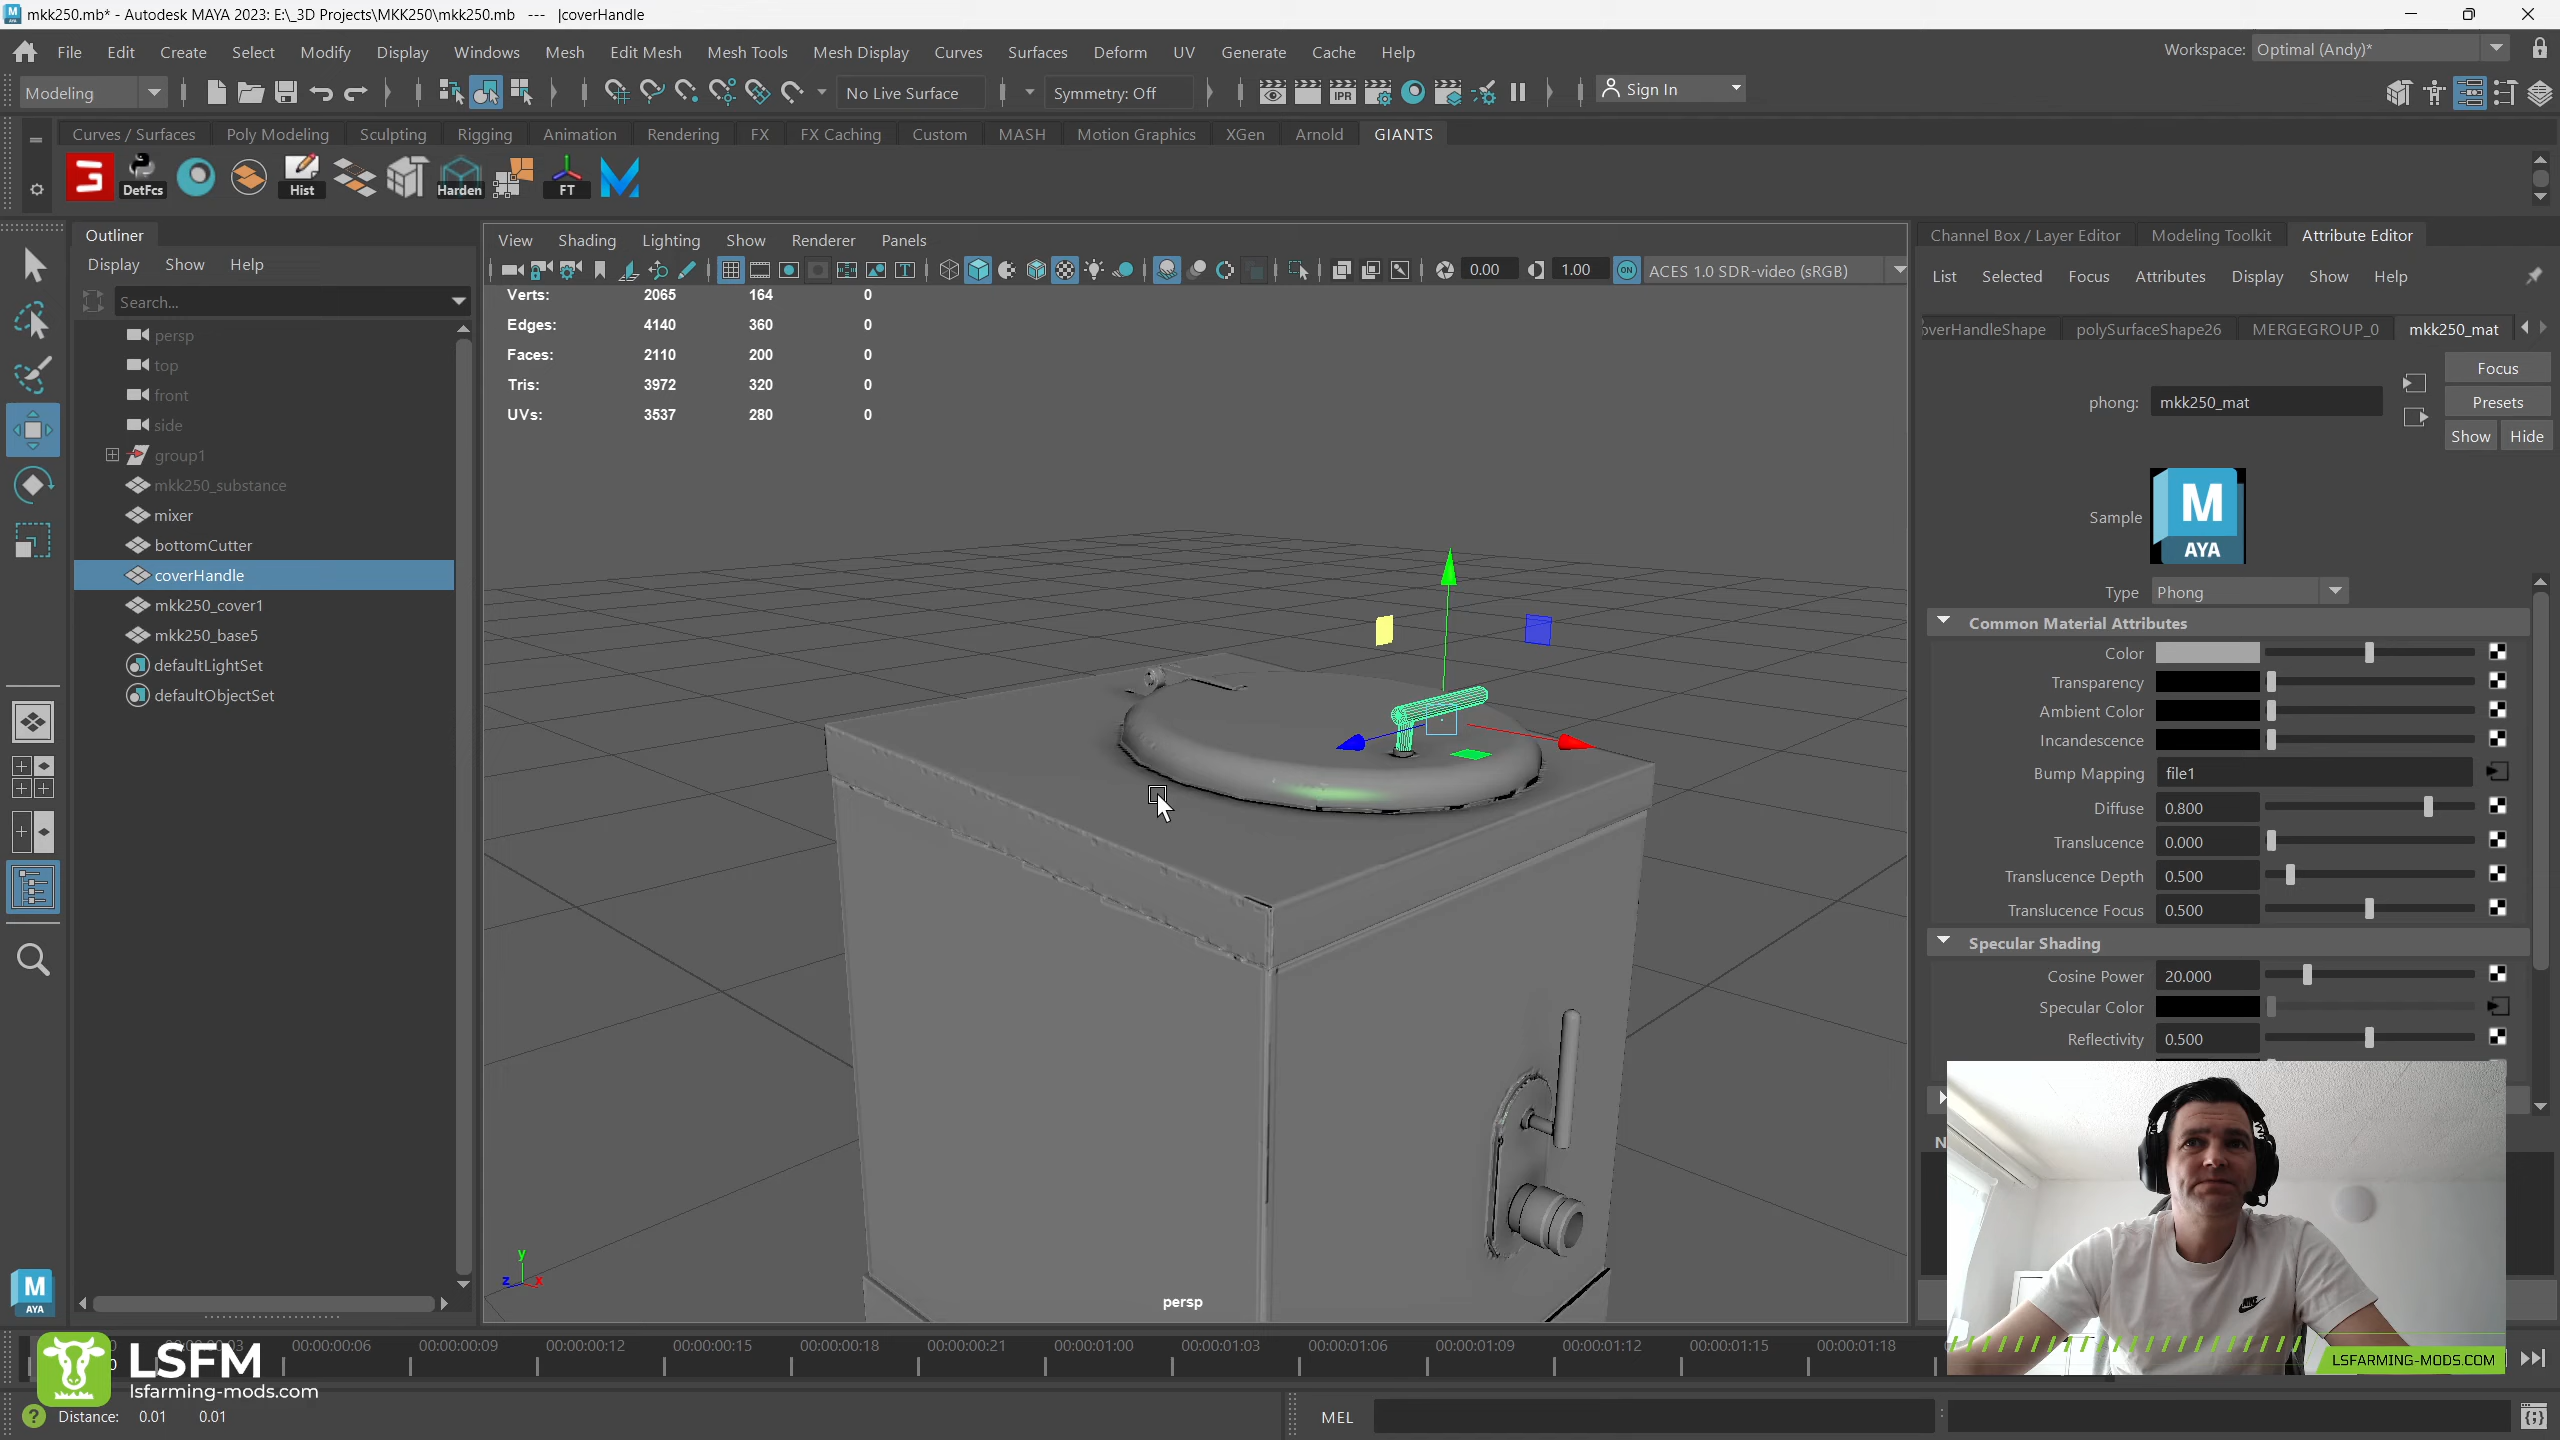 mkk250.mb* - Autodesk MAYA 2023: E:\_3D Projects\MKK250\mkk250.mb --- |coverHandle
File Edit Create Select Modify Display Windows Mesh Edit Mesh Mesh Tools Mesh Display Curves Surfaces Deform UV Generate Cache Help
Workspace: Optimal (Andy)*
Modeling No Live Surface Symmetry: Off IPR Sign In
Curves / Surfaces Poly Modeling Sculpting Rigging Animation Rendering FX FX Caching Custom MASH Motion Graphics XGen Arnold GIANTS
DetFcs Hist Harden FT
Outliner
Display Show Help
Search...
persp
top
front
side
group1
mkk250_substance
mixer
bottomCutter
coverHandle
mkk250_cover1
mkk250_base5
defaultLightSet
defaultObjectSet
View Shading Lighting Show Renderer Panels
0.00 1.00 ON ACES 1.0 SDR-video (sRGB)
Verts: 2065 164 0
Edges: 4140 360 0
Faces: 2110 200 0
Tris: 3972 320 0
UVs: 3537 280 0
y
z x
persp
Channel Box / Layer Editor Modeling Toolkit Attribute Editor
List Selected Focus Attributes Display Show Help
overHandleShape polySurfaceShape26 MERGEGROUP_0 mkk250_mat
Focus
phong: mkk250_mat Presets
Show Hide
Sample M AYA
Type Phong
Common Material Attributes
Color
Transparency
Ambient Color
Incandescence
Bump Mapping file1
Diffuse 0.800
Translucence 0.000
Translucence Depth 0.500
Translucence Focus 0.500
Specular Shading
Cosine Power 20.000
Specular Color
Reflectivity 0.500
N
LSFARMING-MODS.COM
M AYA
00:00:00:06 00:00:00:09 00:00:00:12 00:00:00:15 00:00:00:18 00:00:00:21 00:00:01:00 00:00:01:03 00:00:01:06 00:00:01:09 00:00:01:12 00:00:01:15 00:00:01:18
LSFM
lsfarming-mods.com
Distance: 0.01 0.01
MEL